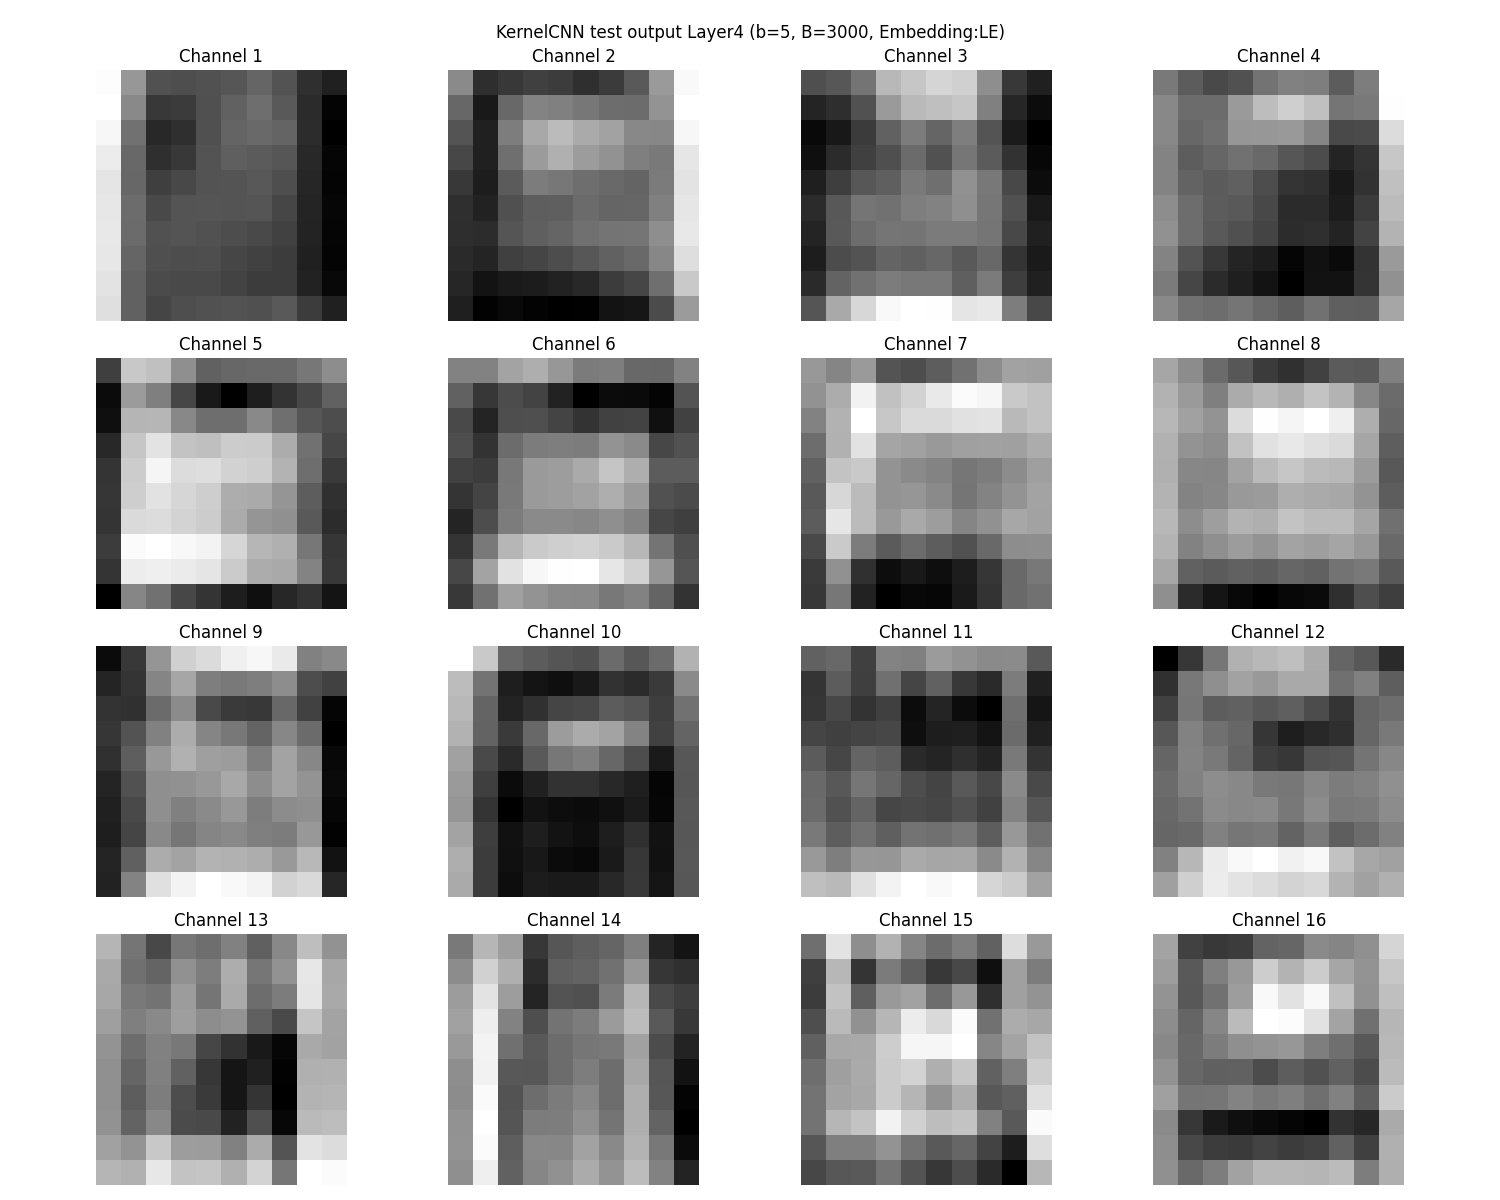 KernelCNN test output Layer4 (b=5, B=3000, Embedding:LE)
Channel 1
Channel 2
Channel 3
Channel 4
Channel 5
Channel 6
Channel 7
Channel 8
Channel 9
Channel 10
Channel 11
Channel 12
Channel 13
Channel 14
Channel 15
Channel 16